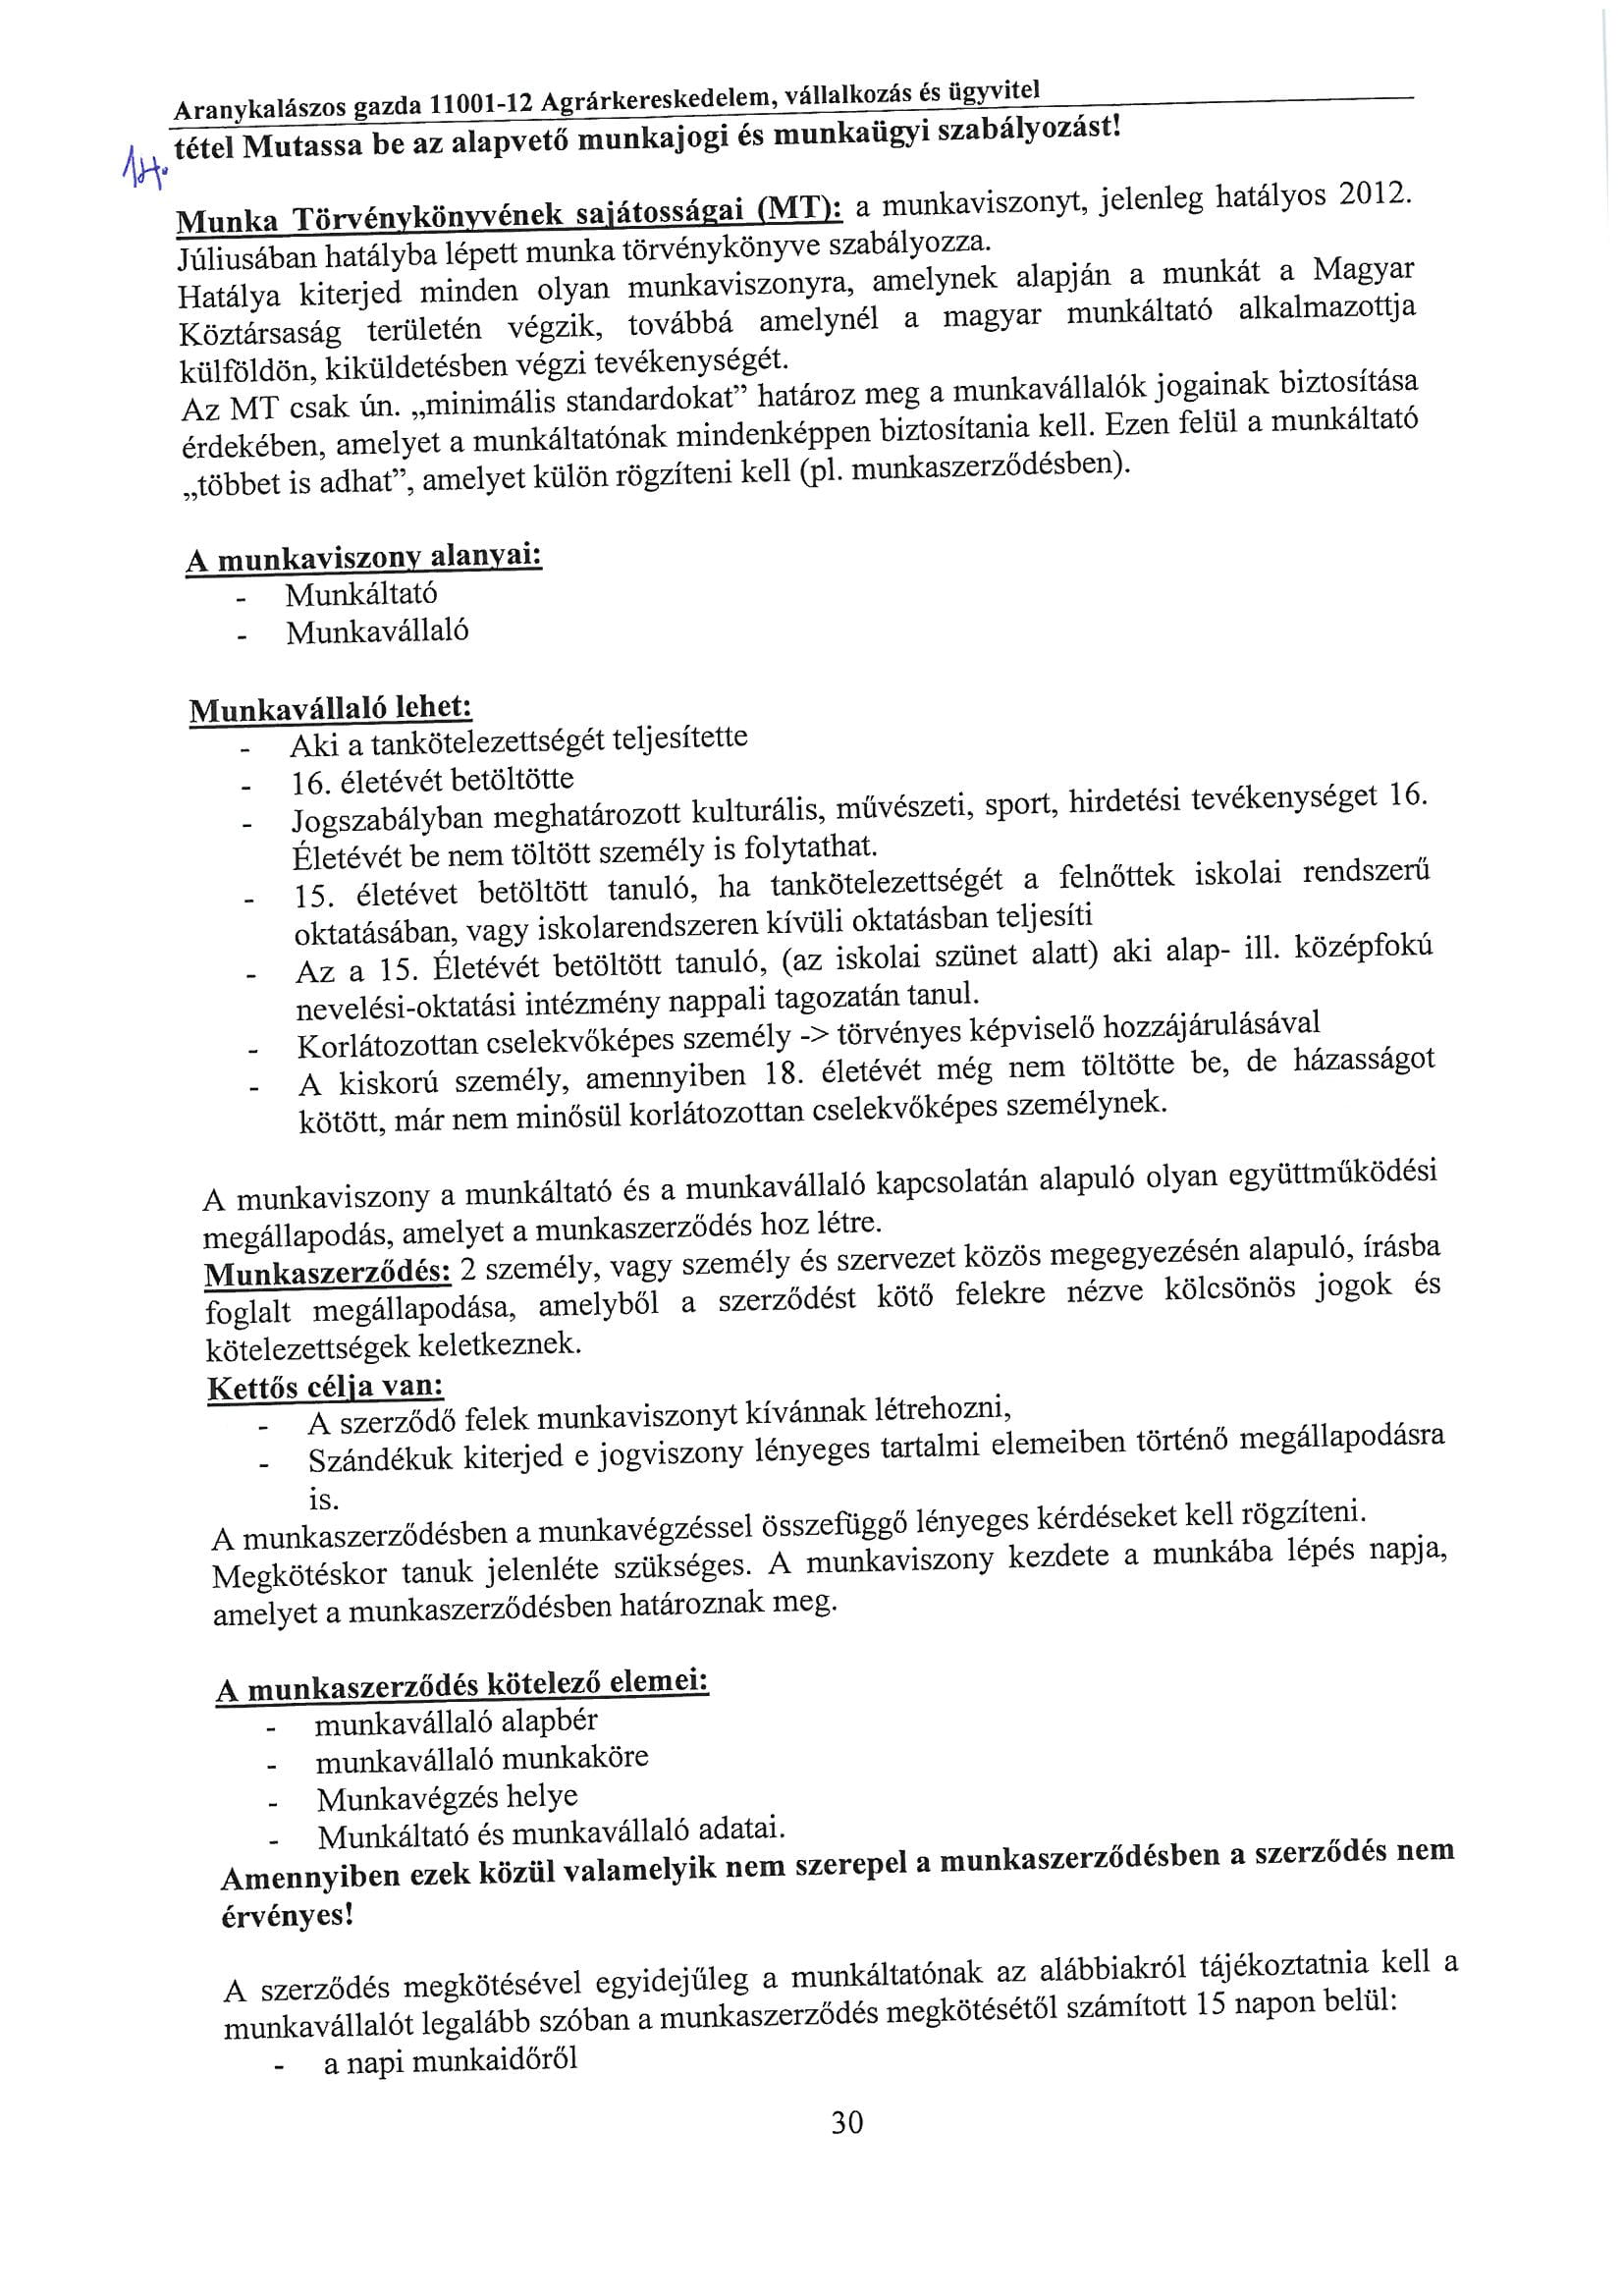 Aranykalászos gazda 11001-12 Agrárkereskedelem, vállalkozás és ügyvitel
14. tétel Mutassa be az alapvető munkajogi és munkaügyi szabályozást!
Munka Törvénykönyvének sajátosságai (MT): a munkaviszonyt, jelenleg hatályos 2012.
Júliusában hatályba lépett munka törvénykönyve szabályozza.
Hatálya kiterjed minden olyan munkaviszonyra, amelynek alapján a munkát a Magyar
Köztársaság területén végzik, továbbá amelynél a magyar munkáltató alkalmazottja
külföldön, kiküldetésben végzi tevékenységét.
Az MT csak ún. „minimális standardokat” határoz meg a munkavállalók jogainak biztosítása
érdekében, amelyet a munkáltatónak mindenképpen biztosítania kell. Ezen felül a munkáltató
„többet is adhat”, amelyet külön rögzíteni kell (pl. munkaszerződésben).
A munkaviszony alanyai:
- Munkáltató
- Munkavállaló
Munkavállaló lehet:
- Aki a tankötelezettségét teljesítette
- 16. életévét betöltötte
- Jogszabályban meghatározott kulturális, művészeti, sport, hirdetési tevékenységet 16.
Életévét be nem töltött személy is folytathat.
- 15. életévet betöltött tanuló, ha tankötelezettségét a felnőttek iskolai rendszerű
oktatásában, vagy iskolarendszeren kívüli oktatásban teljesíti
- Az a 15. Életévét betöltött tanuló, (az iskolai szünet alatt) aki alap- ill. középfokú
nevelési-oktatási intézmény nappali tagozatán tanul.
- Korlátozottan cselekvőképes személy -> törvényes képviselő hozzájárulásával
- A kiskorú személy, amennyiben 18. életévét még nem töltötte be, de házasságot
kötött, már nem minősül korlátozottan cselekvőképes személynek.
A munkaviszony a munkáltató és a munkavállaló kapcsolatán alapuló olyan együttműködési
megállapodás, amelyet a munkaszerződés hoz létre.
Munkaszerződés: 2 személy, vagy személy és szervezet közös megegyezésén alapuló, írásba
foglalt megállapodása, amelyből a szerződést kötő felekre nézve kölcsönös jogok és
kötelezettségek keletkeznek.
Kettős célja van:
- A szerződő felek munkaviszonyt kívánnak létrehozni,
- Szándékuk kiterjed e jogviszony lényeges tartalmi elemeiben történő megállapodásra
is.
A munkaszerződésben a munkavégzéssel összefüggő lényeges kérdéseket kell rögzíteni.
Megkötéskor tanuk jelenléte szükséges. A munkaviszony kezdete a munkába lépés napja,
amelyet a munkaszerződésben határoznak meg.
A munkaszerződés kötelező elemei:
- munkavállaló alapbér
- munkavállaló munkaköre
- Munkavégzés helye
- Munkáltató és munkavállaló adatai.
Amennyiben ezek közül valamelyik nem szerepel a munkaszerződésben a szerződés nem
érvényes!
A szerződés megkötésével egyidejűleg a munkáltatónak az alábbiakról tájékoztatnia kell a
munkavállalót legalább szóban a munkaszerződés megkötésétől számított 15 napon belül:
- a napi munkaidőről
30